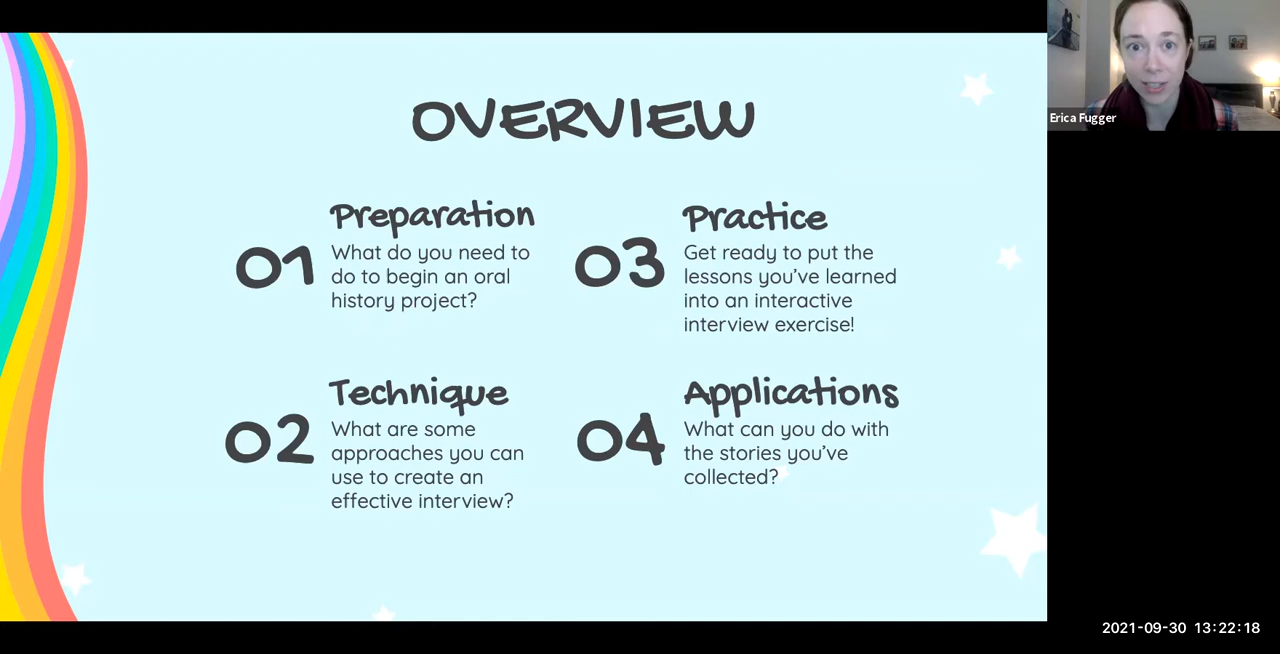 OVERVIEW
01
Preparation
What do you need to
do to begin an oral
history project?
02
Technique
What are some
approaches you can
use to create an
effective interview?
03
Practice
Get ready to put the
lessons you’ve learned
into an interactive
interview exercise!
04
Applications
What can you do with
the stories you’ve
collected?
Erica Fugger
2021-09-30 13:22:18